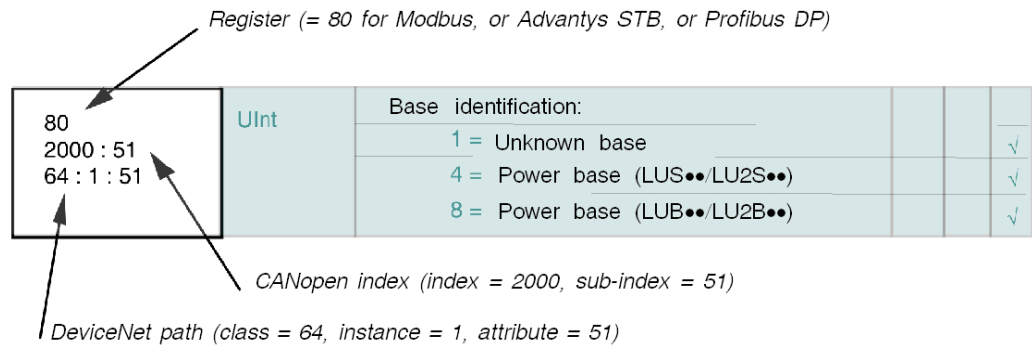 Register (= 80 for Modbus, or Advantys STB, or Profibus DP)
80
2000 : 51
64 : 1 : 51
UInt
Base identification:
1 = Unknown base √
4 = Power base (LUS●●/LU2S●●) √
8 = Power base (LUB●●/LU2B●●) √
CANopen index (index = 2000, sub-index = 51)
DeviceNet path (class = 64, instance = 1, attribute = 51)